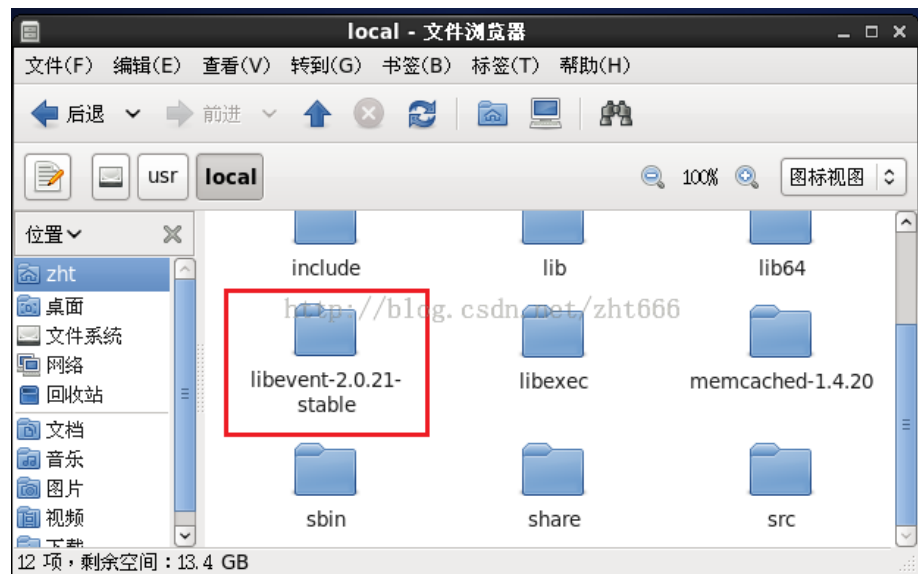 local - 文件浏览器
文件(F) 编辑(E) 查看(V) 转到(G) 书签(B) 标签(T) 帮助(H)
后退 前进
usr local 100% 图标视图
位置
zht
桌面
文件系统
网络
回收站
文档
音乐
图片
视频
下载
include lib lib64
http://blog.csdn.net/zht666
libevent-2.0.21-
stable
libexec
memcached-1.4.20
sbin share src
12 项，剩余空间：13.4 GB